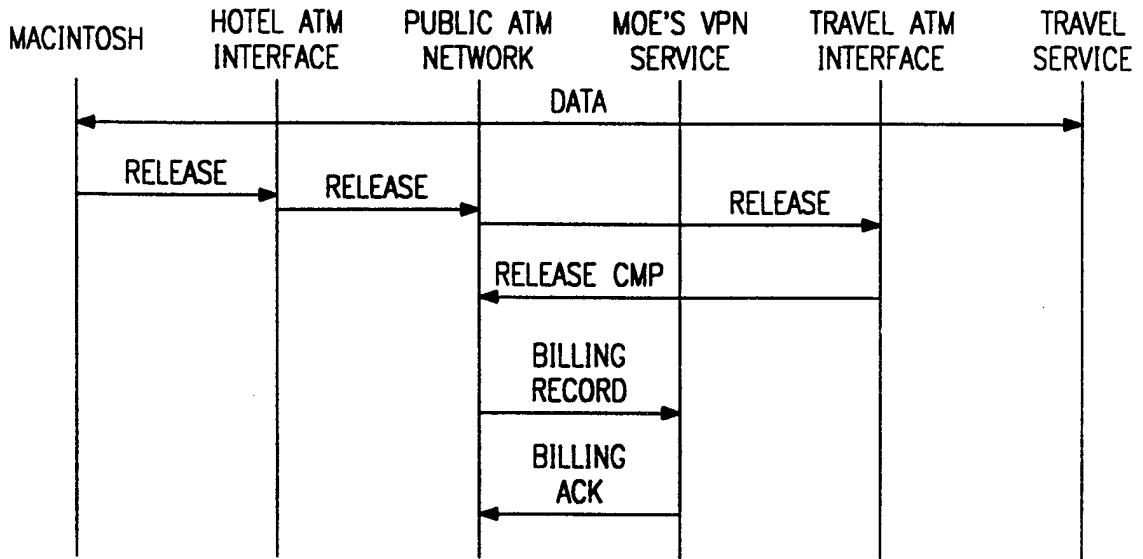 MACINTOSH
HOTEL ATM
INTERFACE
PUBLIC ATM
NETWORK
MOE'S VPN
SERVICE
TRAVEL ATM
INTERFACE
TRAVEL
SERVICE
DATA
RELEASE
RELEASE
RELEASE
RELEASE CMP
BILLING
RECORD
BILLING
ACK